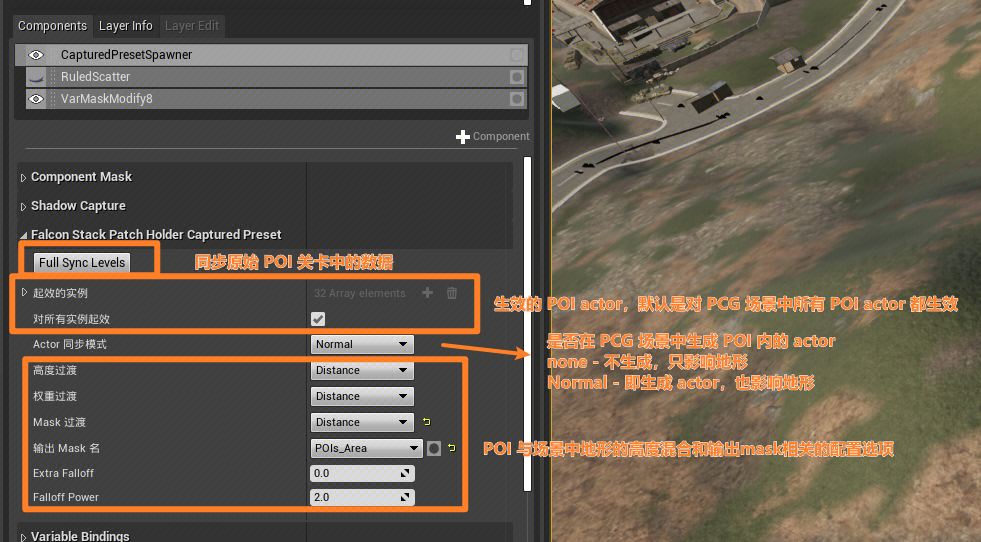 Components Layer Info Layer Edit
CapturedPresetSpawner
RuledScatter
VarMaskModify8
Component
Component Mask
Shadow Capture
Falcon Stack Patch Holder Captured Preset
Full Sync Levels 同步原始 POI 关卡中的数据
起效的实例 32 Array elements
生效的 POI actor，默认是对 PCG 场景中所有 POI actor 都生效
对所有实例起效
Actor 同步模式 Normal
是否在 PCG 场景中生成 POI 内的 actor
none - 不生成，只影响地形
Normal - 即生成 actor，也影响地形
高度过渡 Distance
权重过渡 Distance
Mask 过渡 Distance
输出 Mask 名 POIs_Area
POI 与场景中地形的高度混合和输出mask相关的配置选项
Extra Falloff 0.0
Falloff Power 2.0
Variable Bindings